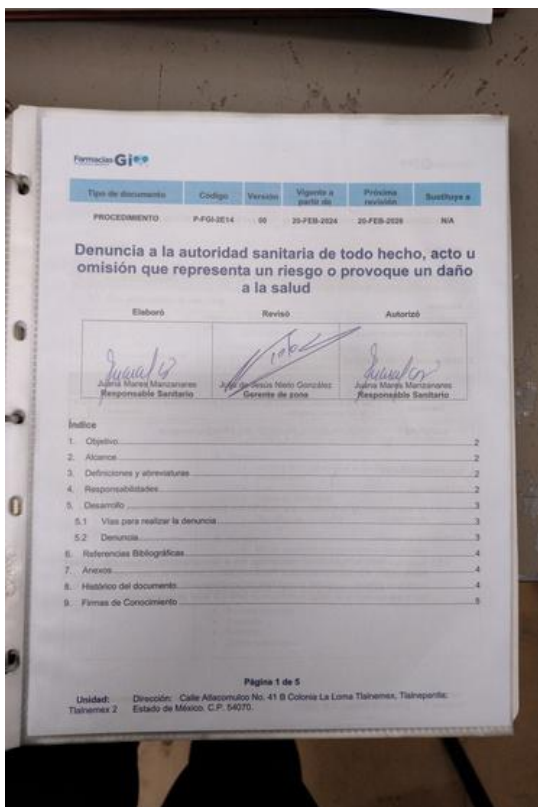 Farmacias Gi
Tipo de documento Código Versión Vigente a partir de Próxima revisión Sustituye a
PROCEDIMIENTO P-FGI-2E14 00 20-FEB-2024 20-FEB-2026 N/A
Denuncia a la autoridad sanitaria de todo hecho, acto u
omisión que representa un riesgo o provoque un daño
a la salud
Elaboró Revisó Autorizó
Juana Mares Manzanares de Jesús Nieto González Juana Mares Manzanares
Responsable Sanitario Gerente de zona Responsable Sanitario
Índice
1. Objetivo 2
2. Alcance 2
3. Definiciones y abreviaturas 2
4. Responsabilidades 2
5. Desarrollo 3
5.1 Vías para realizar la denuncia 3
5.2 Denuncia 3
6. Referencias Bibliográficas 4
7. Anexos 4
8. Histórico del documento 4
9. Firmas de Conocimiento 5
Página 1 de 5
Unidad: Dirección: Calle Atlacomulco No. 41 B Colonia La Loma Tlalnemex, Tlalnepantla;
Tlalnemex 2 Estado de México. C.P. 54070.